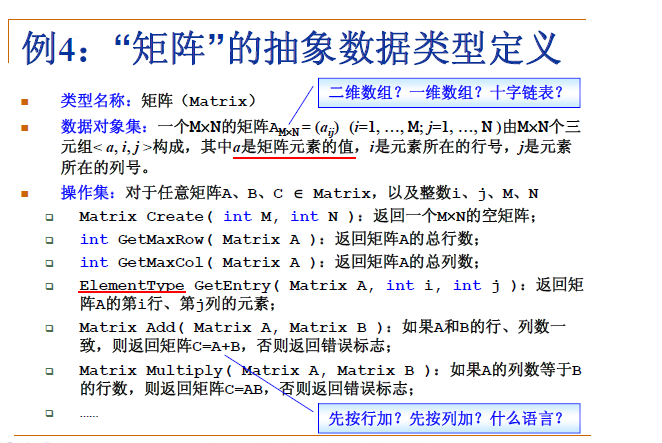 例4：“矩阵”的抽象数据类型定义
二维数组？一维数组？十字链表？
类型名称：矩阵（Matrix）
数据对象集：一个M×N的矩阵AM×N = (aij) (i=1, …, M; j=1, …, N )由M×N个三
元组< a, i, j >构成，其中a是矩阵元素的值，i是元素所在的行号，j是元素
所在的列号。
操作集：对于任意矩阵A、B、C ∈ Matrix，以及整数i、j、M、N
Matrix Create( int M, int N )：返回一个M×N的空矩阵；
int GetMaxRow( Matrix A )：返回矩阵A的总行数；
int GetMaxCol( Matrix A )：返回矩阵A的总列数；
ElementType GetEntry( Matrix A, int i, int j )：返回矩
阵A的第i行、第j列的元素；
Matrix Add( Matrix A, Matrix B )：如果A和B的行、列数一
致，则返回矩阵C=A+B，否则返回错误标志；
Matrix Multiply( Matrix A, Matrix B )：如果A的列数等于B
的行数，则返回矩阵C=AB，否则返回错误标志；
……
先按行加？先按列加？什么语言？